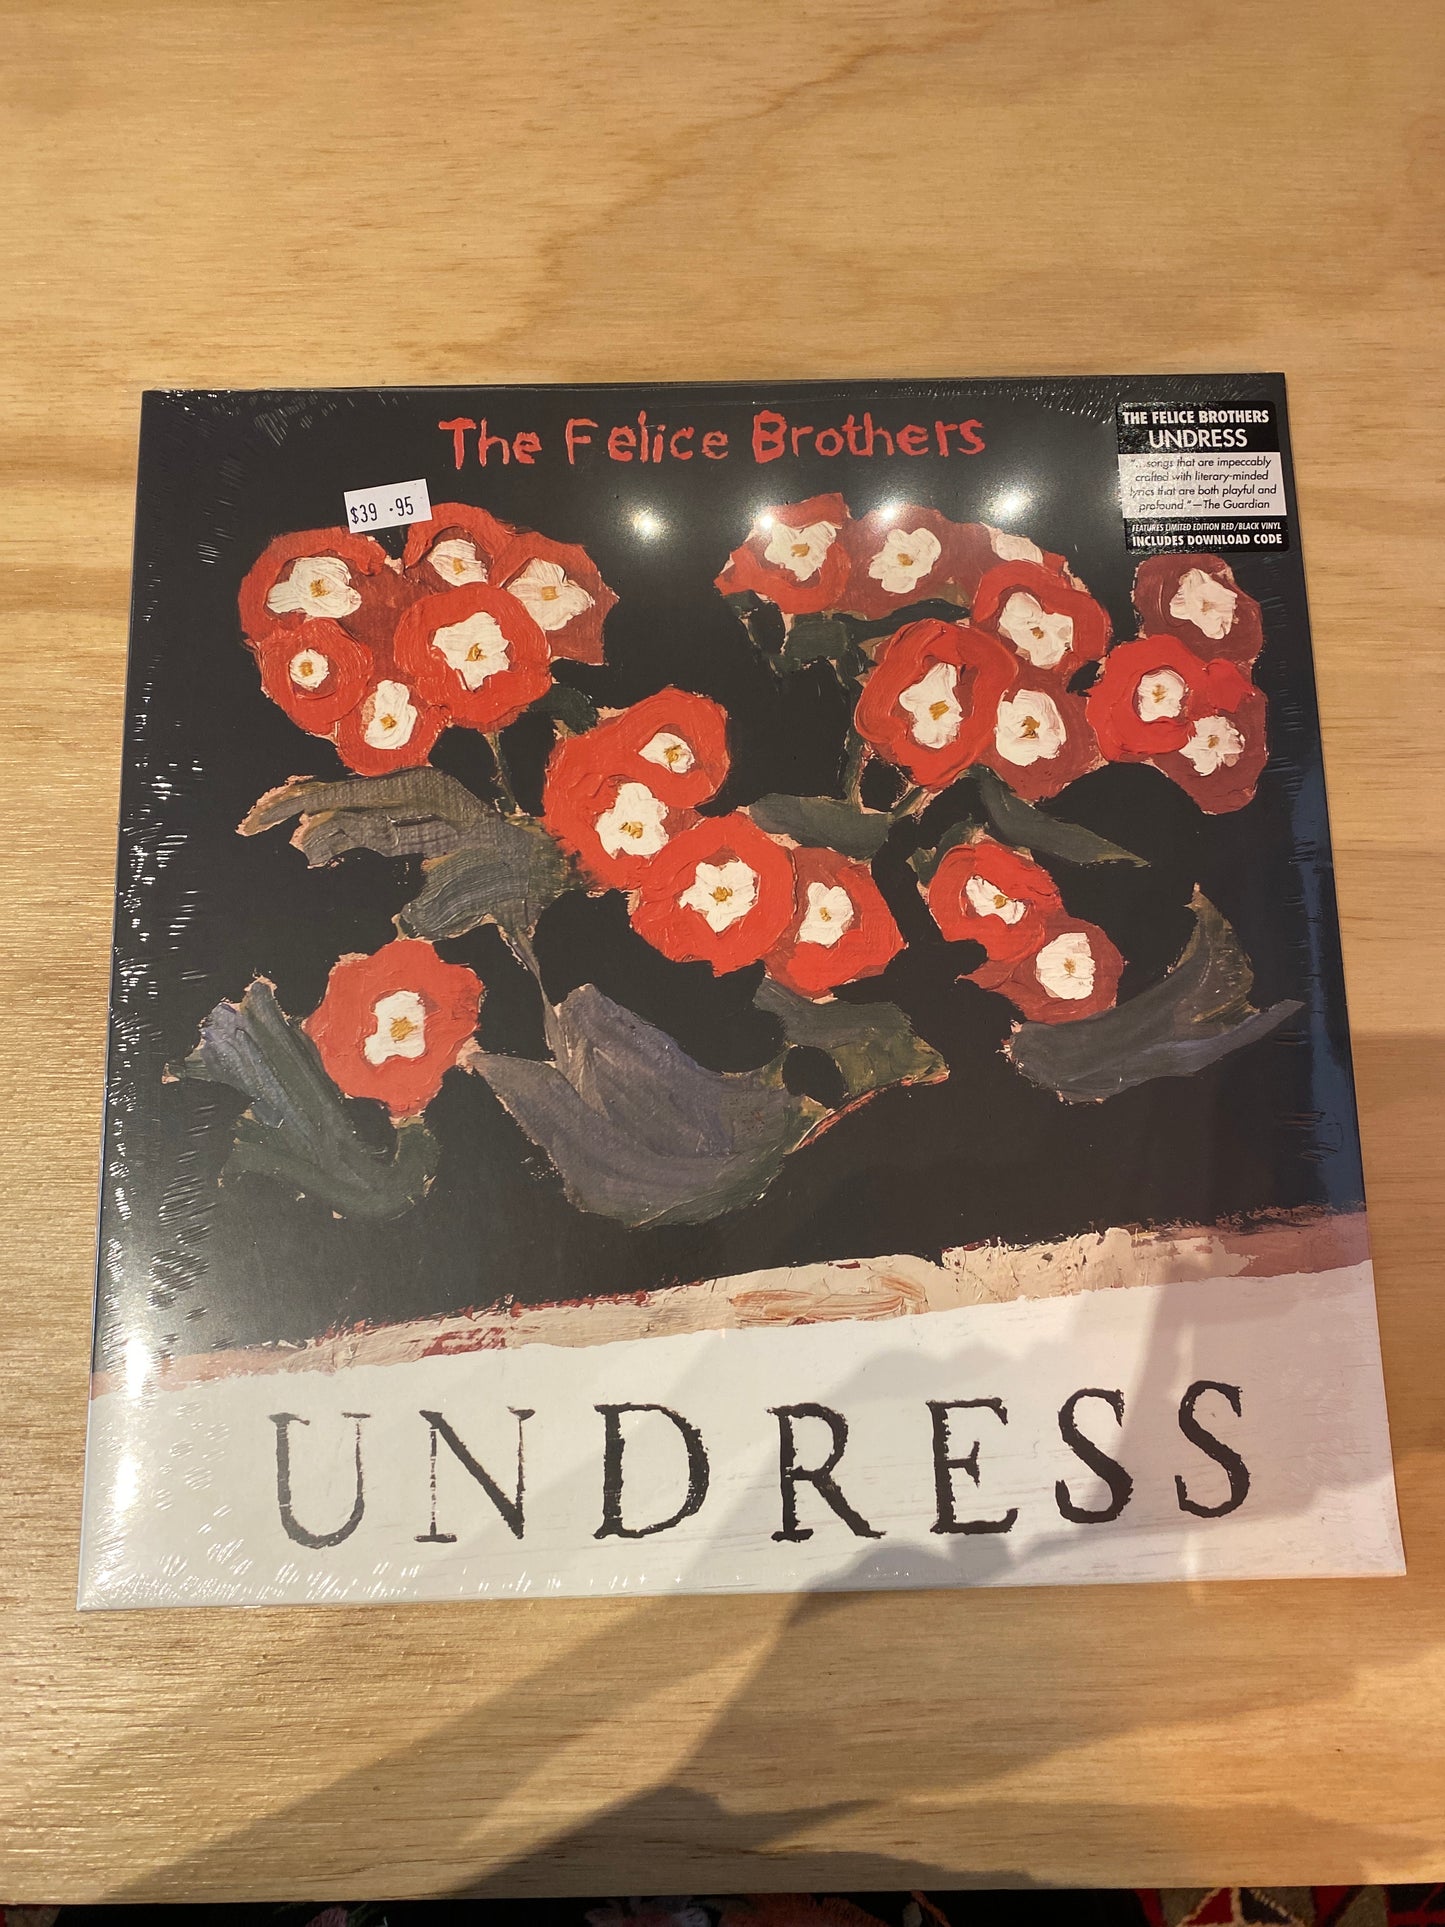 The Felice Brothers
$39.95
THE FELICE BROTHERS
UNDRESS
"...songs that are impeccably
crafted with literary-minded
lyrics that are both playful and
profound."—The Guardian
FEATURES LIMITED EDITION RED/BLACK VINYL
INCLUDES DOWNLOAD CODE
UNDRESS